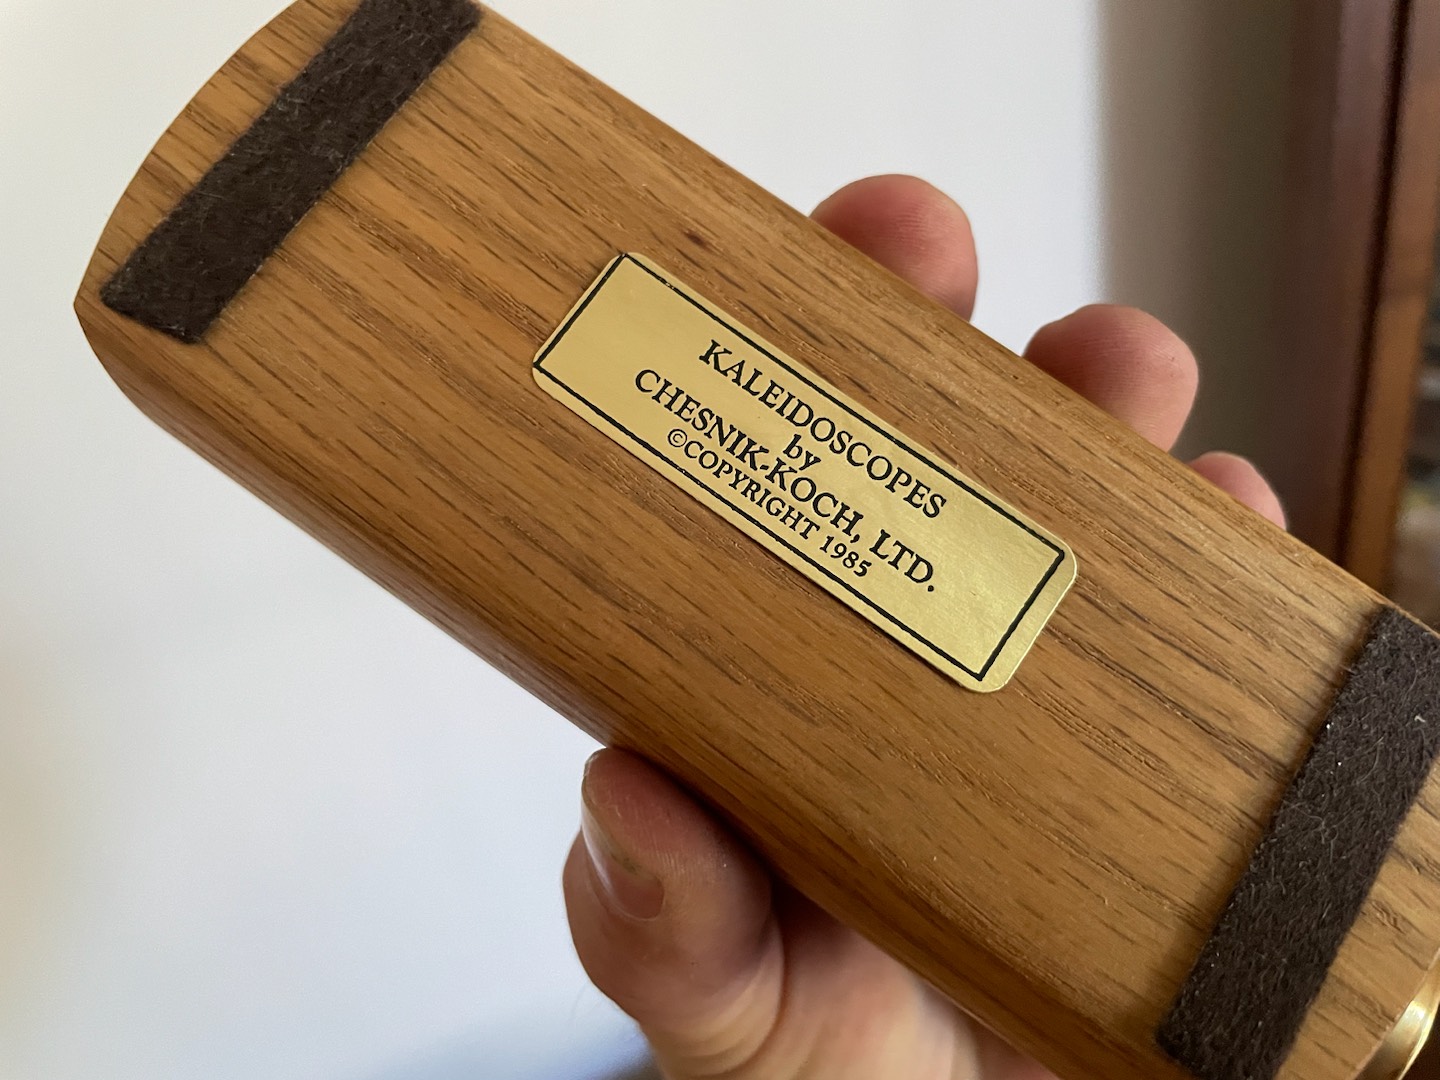 KALEIDOSCOPES
by
CHESNIK-KOCH, LTD.
©COPYRIGHT 1985